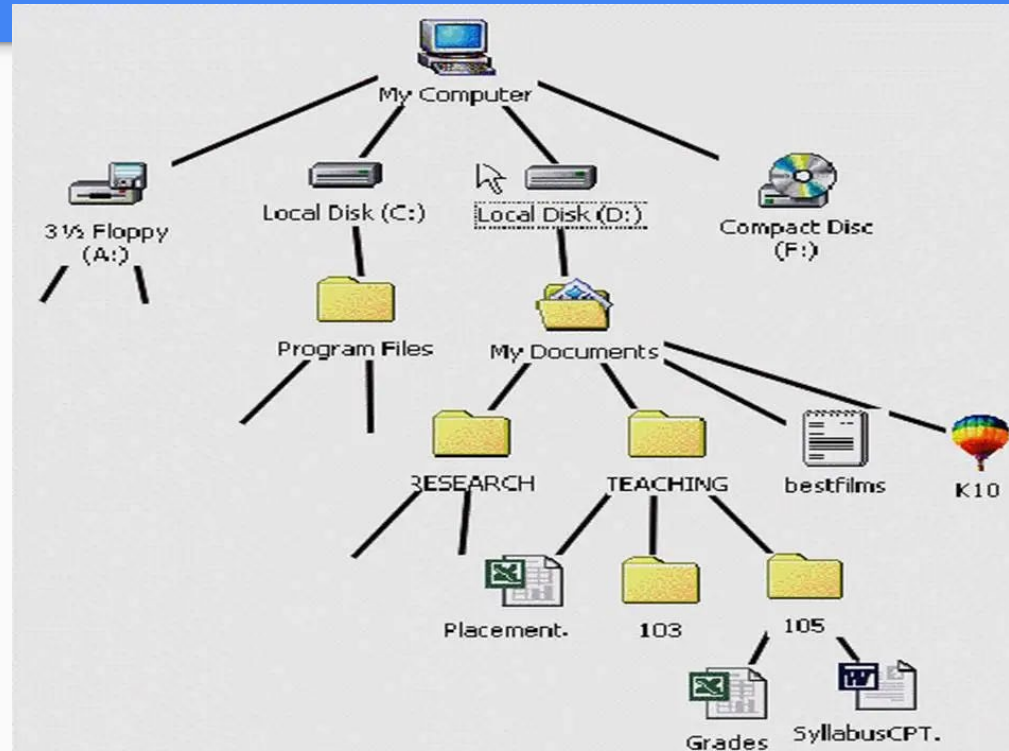 My Computer
3½ Floppy
(A:)
Local Disk (C:)
Local Disk (D:)
Compact Disc
(F:)
Program Files
My Documents
RESEARCH
TEACHING
bestfilms
K10
Placement.
103
105
Grades
SyllabusCPT.